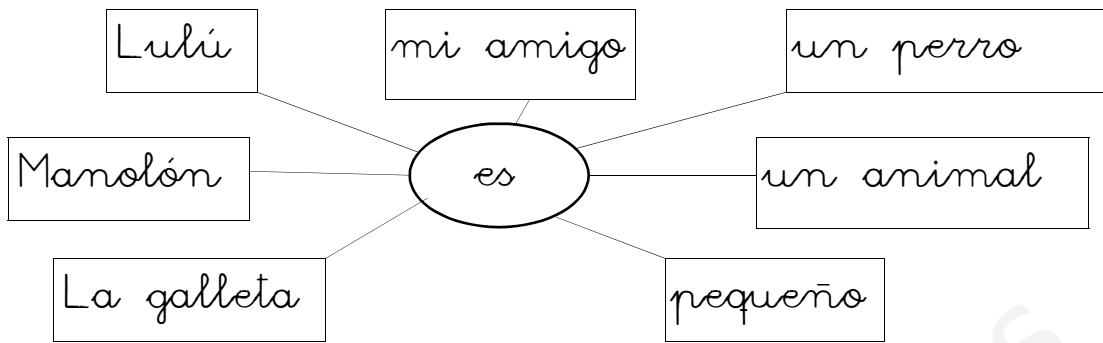 Lulú
mi amigo
un perro
Manolón
es
un animal
La galleta
pequeño